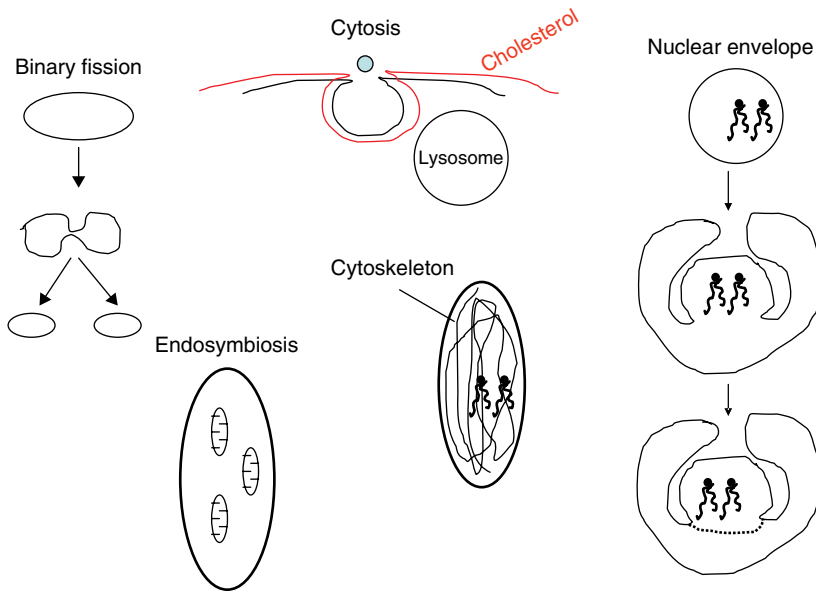 Cytosis
Cholesterol
Nuclear envelope
Binary fission
Lysosome
Cytoskeleton
Endosymbiosis